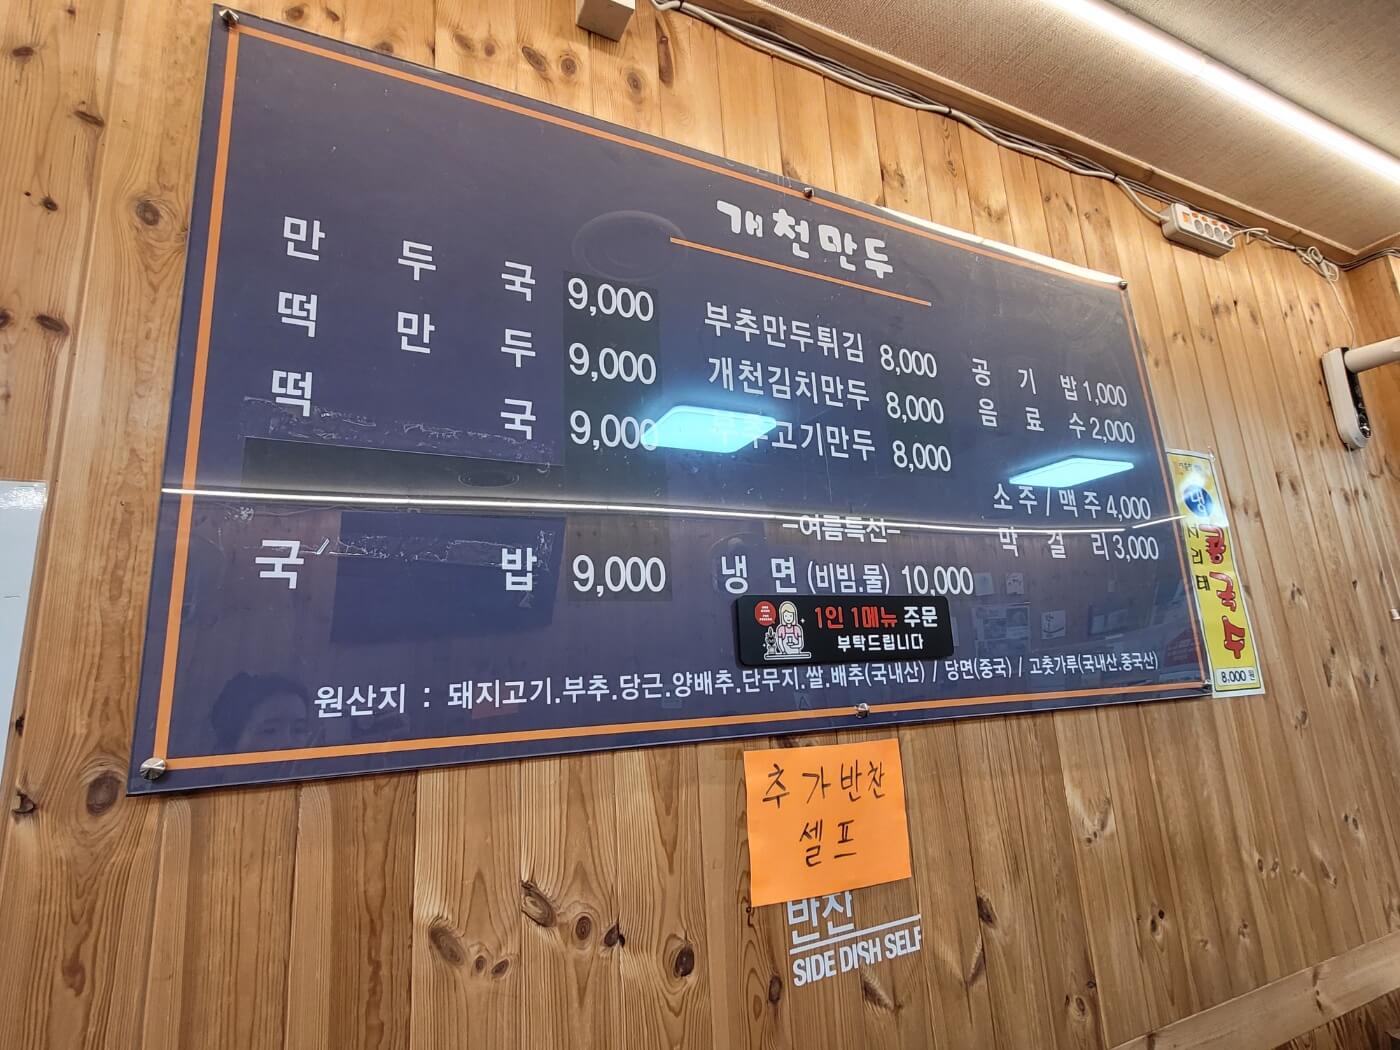 개천만두
만두국 9,000
떡만두 9,000
떡국 9,000
국밥 9,000
부추만두튀김 8,000
개천김치만두 8,000
고기만두 8,000
-여름특선-
냉면 (비빔.물) 10,000
공기밥 1,000
음료수 2,000
소주/맥주 4,000
막걸리 3,000
1인 1메뉴 주문
부탁드립니다
원산지 : 돼지고기.부추.당근.양배추.단무지.쌀.배추(국내산) / 당면(중국) / 고춧가루(국내산.중국산)
냉
서리태
콩국수
8,000원
추가반찬
셀프
반찬
SIDE DISH SELF